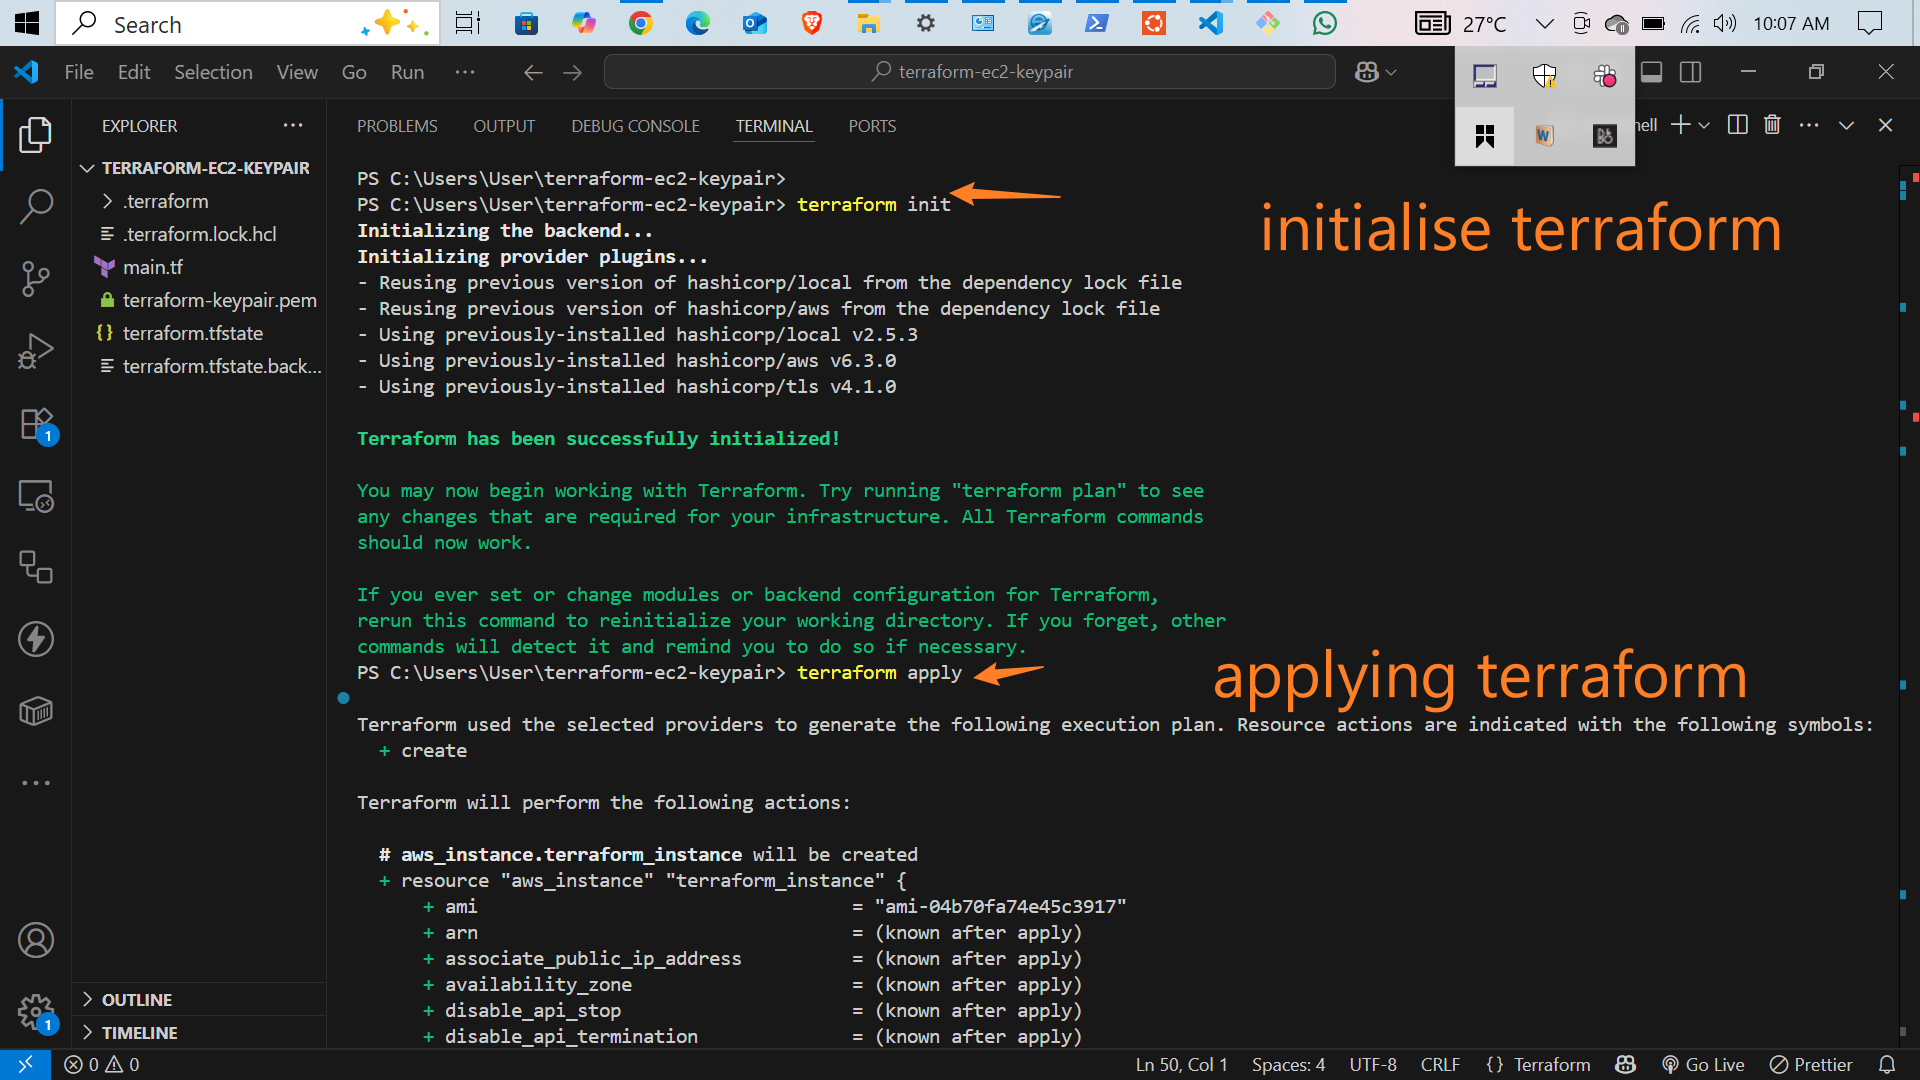 Search
27°C
10:07 AM
File Edit Selection View Go Run ...
terraform-ec2-keypair
EXPLORER
PROBLEMS OUTPUT DEBUG CONSOLE TERMINAL PORTS
TERRAFORM-EC2-KEYPAIR
.terraform
.terraform.lock.hcl
main.tf
terraform-keypair.pem
terraform.tfstate
terraform.tfstate.back...
PS C:\Users\User\terraform-ec2-keypair>
PS C:\Users\User\terraform-ec2-keypair> terraform init
initialise terraform
Initializing the backend...
Initializing provider plugins...
- Reusing previous version of hashicorp/local from the dependency lock file
- Reusing previous version of hashicorp/aws from the dependency lock file
- Using previously-installed hashicorp/local v2.5.3
- Using previously-installed hashicorp/aws v6.3.0
- Using previously-installed hashicorp/tls v4.1.0
Terraform has been successfully initialized!
You may now begin working with Terraform. Try running "terraform plan" to see
any changes that are required for your infrastructure. All Terraform commands
should now work.
If you ever set or change modules or backend configuration for Terraform,
rerun this command to reinitialize your working directory. If you forget, other
commands will detect it and remind you to do so if necessary.
PS C:\Users\User\terraform-ec2-keypair> terraform apply
applying terraform
Terraform used the selected providers to generate the following execution plan. Resource actions are indicated with the following symbols:
+ create
Terraform will perform the following actions:
# aws_instance.terraform_instance will be created
+ resource "aws_instance" "terraform_instance" {
+ ami = "ami-04b70fa74e45c3917"
+ arn = (known after apply)
+ associate_public_ip_address = (known after apply)
+ availability_zone = (known after apply)
+ disable_api_stop = (known after apply)
+ disable_api_termination = (known after apply)
1
1
OUTLINE
TIMELINE
0 0
Ln 50, Col 1 Spaces: 4 UTF-8 CRLF {} Terraform Go Live Prettier